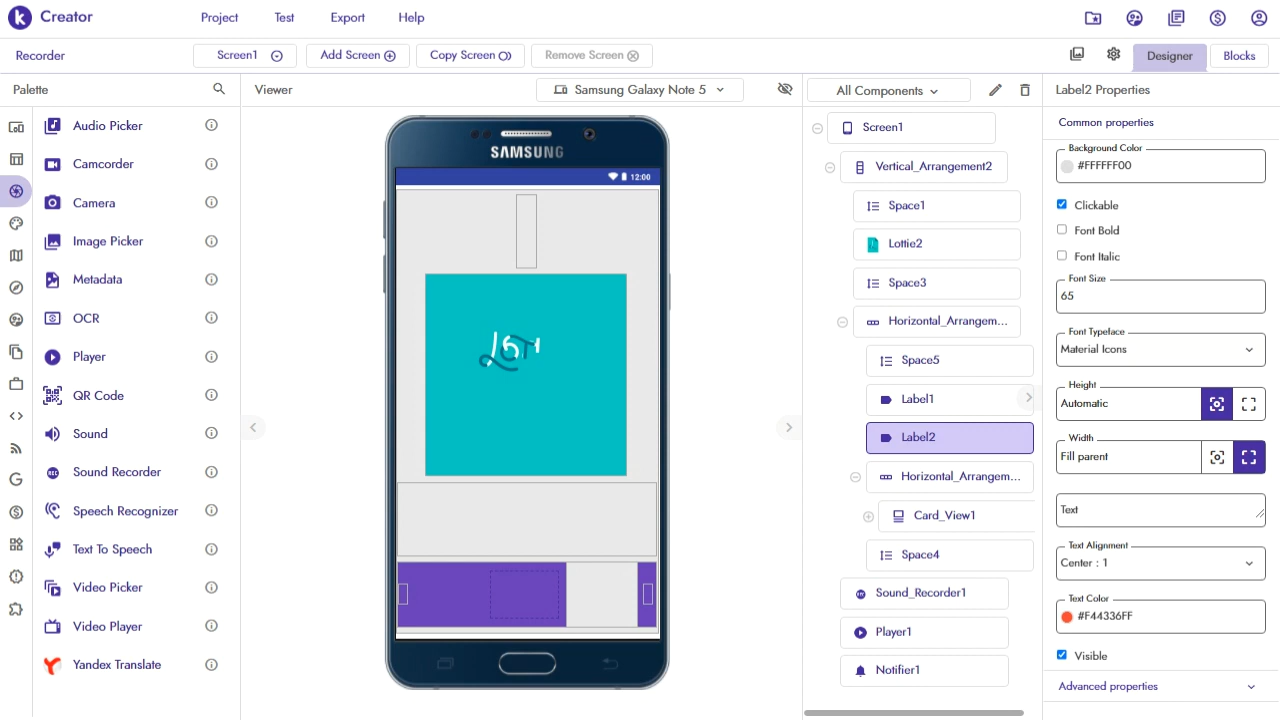 Creator
Project
Test
Export
Help
Recorder
Screen1
Add Screen
Copy Screen
Remove Screen
Designer
Blocks
Palette
Viewer
Samsung Galaxy Note 5
All Components
Label2 Properties
Audio Picker
Camcorder
Camera
Image Picker
Metadata
OCR
Player
QR Code
Sound
Sound Recorder
Speech Recognizer
Text To Speech
Video Picker
Video Player
Yandex Translate
SAMSUNG
12:00
Screen1
Vertical_Arrangement2
Space1
Lottie2
Space3
Horizontal_Arrangem...
Space5
Label1
Label2
Horizontal_Arrangem...
Card_View1
Space4
Sound_Recorder1
Player1
Notifier1
Common properties
Background Color
#FFFFFF00
Clickable
Font Bold
Font Italic
Font Size
65
Font Typeface
Material Icons
Height
Automatic
Width
Fill parent
Text
Text Alignment
Center : 1
Text Color
#F44336FF
Visible
Advanced properties